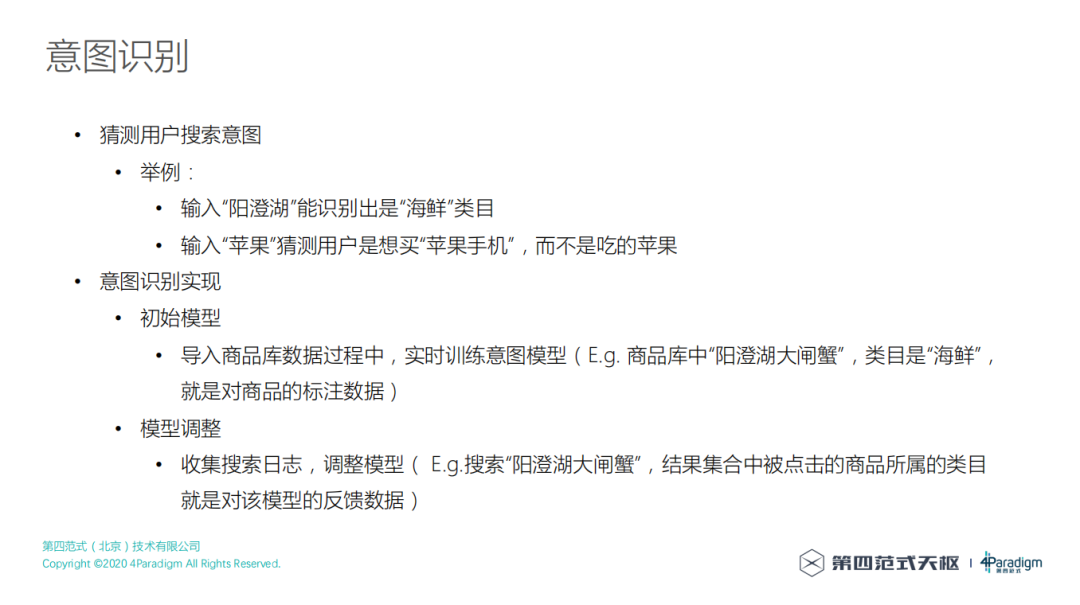 意图识别
• 猜测用户搜索意图
• 举例：
• 输入“阳澄湖”能识别出是“海鲜”类目
• 输入“苹果”猜测用户是想买“苹果手机”，而不是吃的苹果
• 意图识别实现
• 初始模型
• 导入商品库数据过程中，实时训练意图模型（E.g. 商品库中“阳澄湖大闸蟹”，类目是“海鲜”，
就是对商品的标注数据）
• 模型调整
• 收集搜索日志，调整模型（ E.g.搜索“阳澄湖大闸蟹”，结果集合中被点击的商品所属的类目
就是对该模型的反馈数据）
第四范式（北京）技术有限公司
Copyright ©2020 4Paradigm All Rights Reserved.
第四范式天枢 | 4Paradigm
第四范式